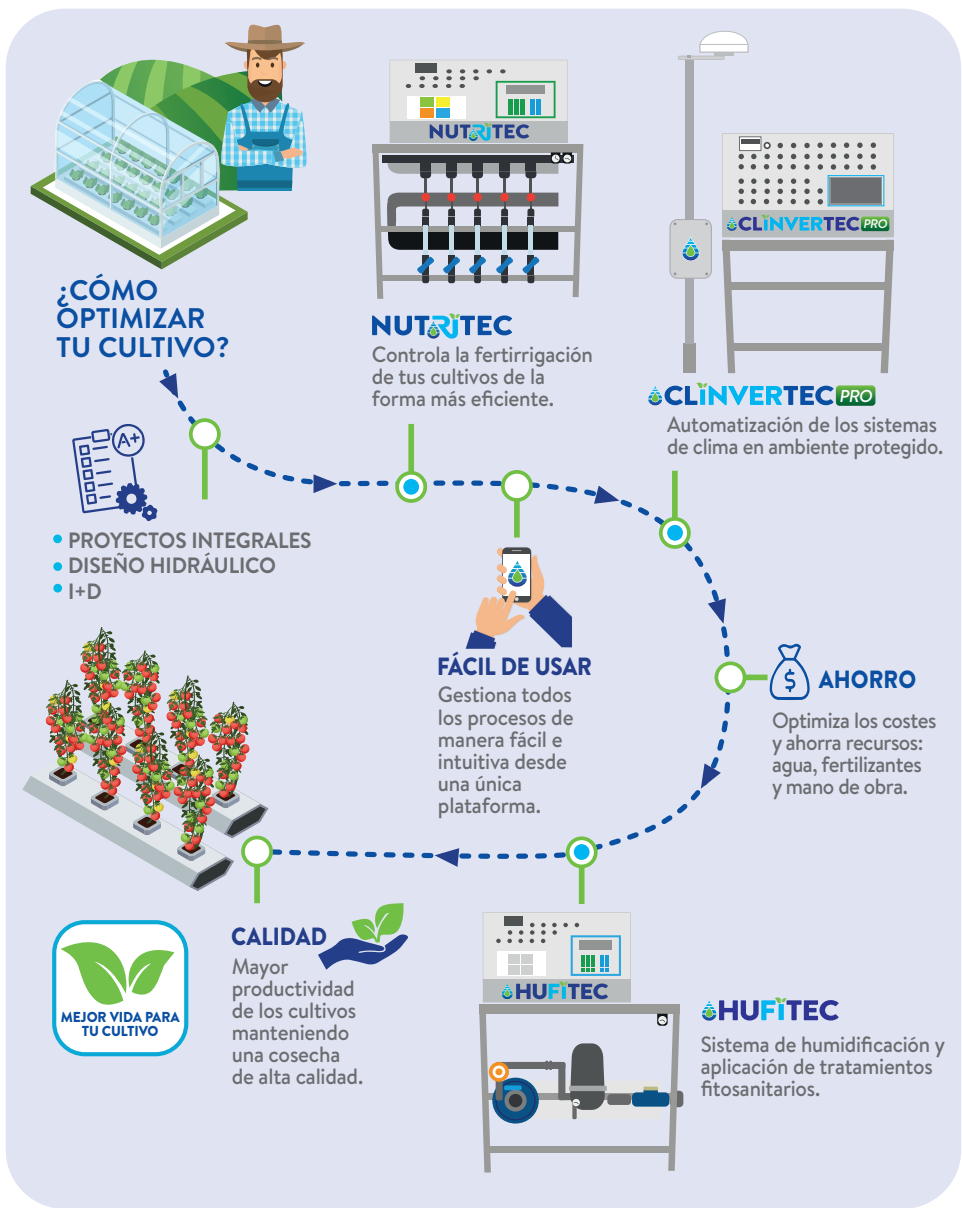 NUTRITEC
CLINVERTEC PRO
¿CÓMO
OPTIMIZAR
TU CULTIVO?
NUTRITEC
Controla la fertirrigación
de tus cultivos de la
forma más eficiente.
CLINVERTEC PRO
Automatización de los sistemas
de clima en ambiente protegido.
A+
PROYECTOS INTEGRALES
DISEÑO HIDRÁULICO
I+D
FÁCIL DE USAR
Gestiona todos
los procesos de
manera fácil e
intuitiva desde
una única
plataforma.
$
AHORRO
Optimiza los costes
y ahorra recursos:
agua, fertilizantes
y mano de obra.
CALIDAD
Mayor
productividad
de los cultivos
manteniendo
una cosecha
de alta calidad.
MEJOR VIDA PARA
TU CULTIVO
HUFITEC
HUFITEC
Sistema de humidificación y
aplicación de tratamientos
fitosanitarios.